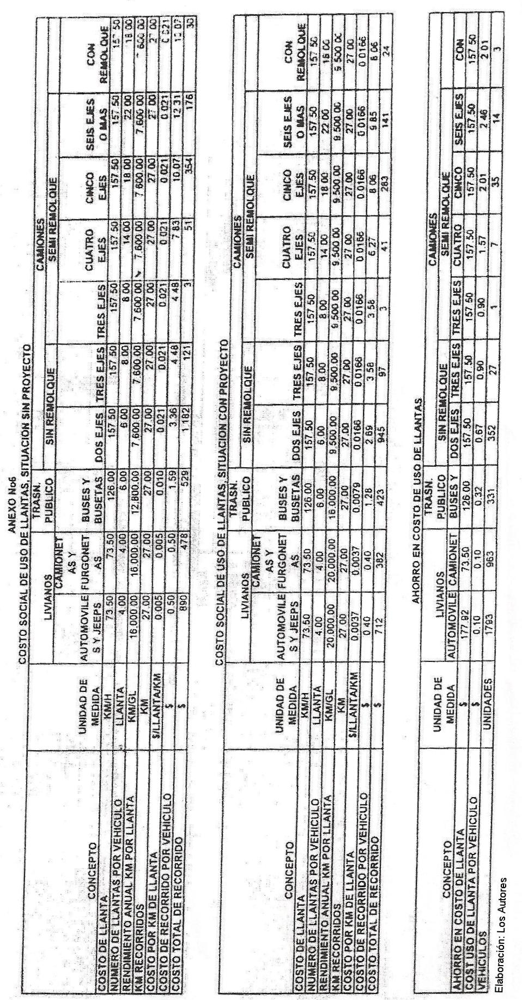 ANEXO No6
COSTO SOCIAL DE USO DE LLANTAS, SITUACION SIN PROYECTO
LIVIANOS TRASN. PUBLICO CAMIONES
SIN REMOLQUE SEMI REMOLQUE
CONCEPTO UNIDAD DE MEDIDA AUTOMOVILE S Y JEEPS CAMIONET AS Y FURGONET AS BUSES Y BUSETAS DOS EJES TRES EJES TRES EJES CUATRO EJES CINCO EJES SEIS EJES O MAS CON REMOLQUE
COSTO DE LLANTA KM/H 73.50 73.50 126.00 157.50 157.50 157 50 157 50 157 50 157 50
NUMERO DE LLANTAS POR VEHICULO LLANTA 4.00 4.00 6.00 6 00 8 00 8 00 14 00 18 00 22 00 18 00
RENDIMIENTO ANUAL KM POR LLANTA KM/GL 16.000.00 16.000.00 12.800.00 7.600 00 7.600.00 7.600 00 7.600 00 7 600.00 7.600 00 600 00
KM RECORRIDOS KM 27.00 27.00 27.00 27.00 27.00 27 00 27.00 27.00 27 00 27 00
COSTO POR KM DE LLANTA $/LLANTA/KM 0.005 0.005 0.010 0.021 0.021 0.021 0.021 0 021 0 021 0 021
COSTO DE RECORRIDO POR VEHICULO $ 0.50 0.50 1.59 3.36 4 48 4 48 7 83 10.07 12 31 10 07
COSTO TOTAL DE RECORRIDO $ 890 478 529 1.182 121 3 51 354 176 30
COSTO SOCIAL DE USO DE LLANTAS, SITUACION CON PROYECTO
LIVIANOS TRASN. PUBLICO CAMIONES
SIN REMOLQUE SEMI REMOLQUE
CONCEPTO UNIDAD DE MEDIDA AUTOMOVILE S Y JEEPS CAMIONET AS Y FURGONET AS BUSES Y BUSETAS DOS EJES TRES EJES TRES EJES CUATRO EJES CINCO EJES SEIS EJES O MAS CON REMOLQUE
COSTO DE LLANTA KM/H 73.50 73 50 126.00 157 50 157.50 157 50 157 50 157.50 157 50 157 50
NUMERO DE LLANTAS POR VEHICULO LLANTA 4.00 4.00 6.00 6.00 8.00 8 00 14 00 18 00 22 00 18 00
RENDIMIENTO ANUAL KM POR LLANTA KM/GL 20.000.00 20.000.00 16.000.00 9.500 00 9.500.00 9 500 00 9.500 00 9 500 00 9.500 00 9 500 00
KM RECORRIDOS KM 27 00 27.00 27.00 27.00 27 00 27 00 27 00 27.00 27 00 27 00
COSTO POR KM DE LLANTA $/LLANTA/KM 0.0037 0.0037 0.0079 0.0166 0 0166 0 0166 0 0166 0 0166 0 0166 0 0166
COSTO DE RECORRIDO POR VEHICULO $ 0 40 0.40 1.28 2 69 3 58 3 58 6.27 8 06 9 85 8 06
COSTO TOTAL DE RECORRIDO $ 712 382 423 945 97 3 41 283 141 24
AHORRO EN COSTO DE USO DE LLANTAS
LIVIANOS TRASN. PUBLICO CAMIONES
SIN REMOLQUE SEMI REMOLQUE
CONCEPTO UNIDAD DE MEDIDA AUTOMOVILE CAMIONET BUSES Y DOS EJES TRES EJES TRES EJES CUATRO CINCO SEIS EJES CON
AHORRO EN COSTO DE LLANTA $ 177.92 73.50 126.00 157.50 157 50 157 50 157.50 157 50 157.50 157 50
COST USO DE LLANTA POR VEHICULO $ 0.10 0.10 0.32 0.67 0.90 0.90 1.57 2 01 2 46 2 01
VEHICULOS UNIDADES 1793 963 331 352 27 1 7 35 14 3
Elaboración: Los Autores